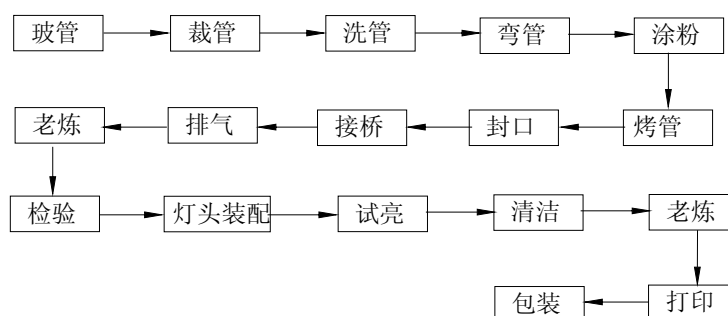 玻管
裁管
洗管
弯管
涂粉
烤管
封口
接桥
排气
老炼
检验
灯头装配
试亮
清洁
老炼
打印
包装